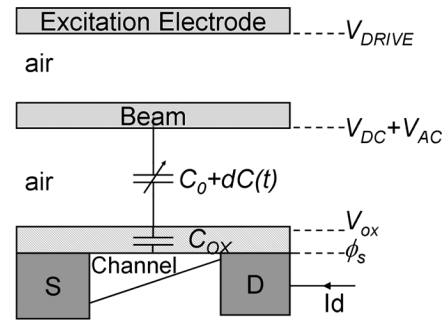 Excitation Electrode
V_DRIVE
air
Beam
V_DC+V_AC
air
C_0+dC(t)
V_ox
C_OX
ϕ_s
Channel
S
D
Id